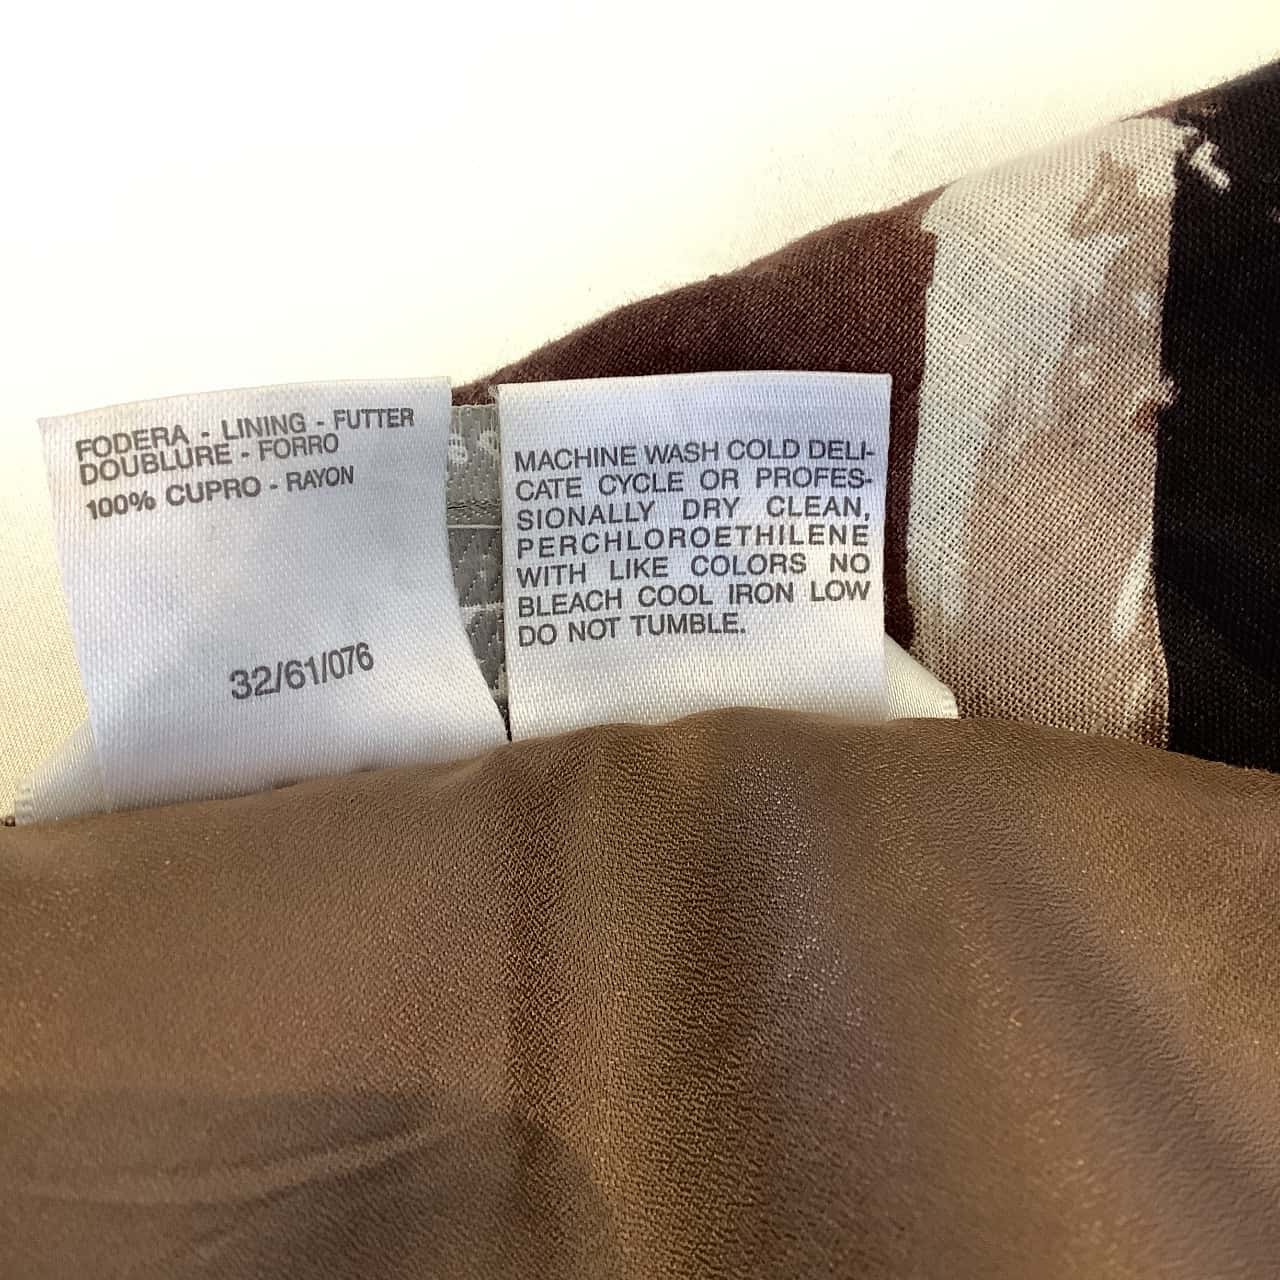 FODERA - LINING - FUTTER
DOUBLURE - FORRO
100% CUPRO - RAYON
32/61/076
MACHINE WASH COLD DELI-
CATE CYCLE OR PROFES-
SIONALLY DRY CLEAN,
PERCHLOROETHILENE
WITH LIKE COLORS NO
BLEACH COOL IRON LOW
DO NOT TUMBLE.